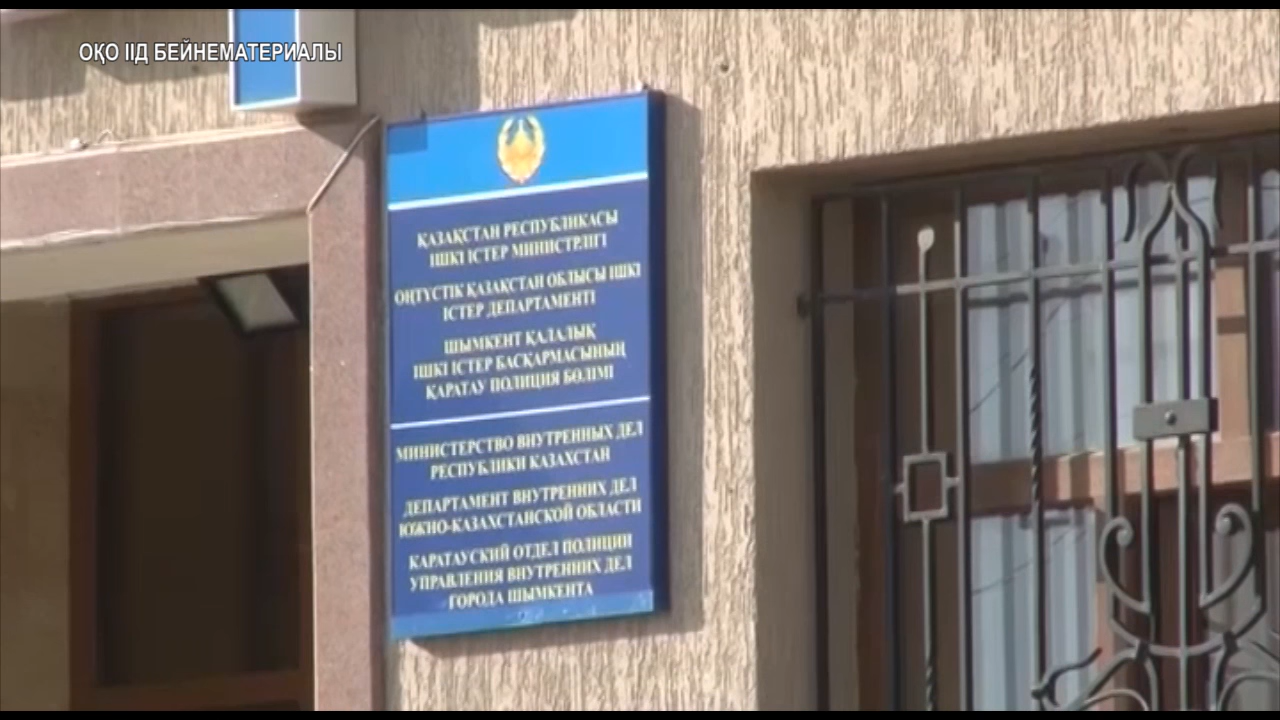 ОҚО ІІД БЕЙНЕМАТЕРИАЛЫ
ҚАЗАҚСТАН РЕСПУБЛИКАСЫ
ІШКІ ІСТЕР МИНИСТРЛІГІ
ОҢТҮСТІК ҚАЗАҚСТАН ОБЛЫСЫ ІШКІ
ІСТЕР ДЕПАРТАМЕНТІ
ШЫМКЕНТ ҚАЛАЛЫҚ
ІШКІ ІСТЕР БАСҚАРМАСЫНЫҢ
ҚАРАТАУ ПОЛИЦИЯ БӨЛІМІ
МИНИСТЕРСТВО ВНУТРЕННЫХ ДЕЛ
РЕСПУБЛИКИ КАЗАХСТАН
ДЕПАРТАМЕНТ ВНУТРЕННИХ ДЕЛ
ЮЖНО-КАЗАХСТАНСКОЙ ОБЛАСТИ
КАРАТАУСКИЙ ОТДЕЛ ПОЛИЦИИ
УПРАВЛЕНИЯ ВНУТРЕННИХ ДЕЛ
ГОРОДА ШЫМКЕНТА